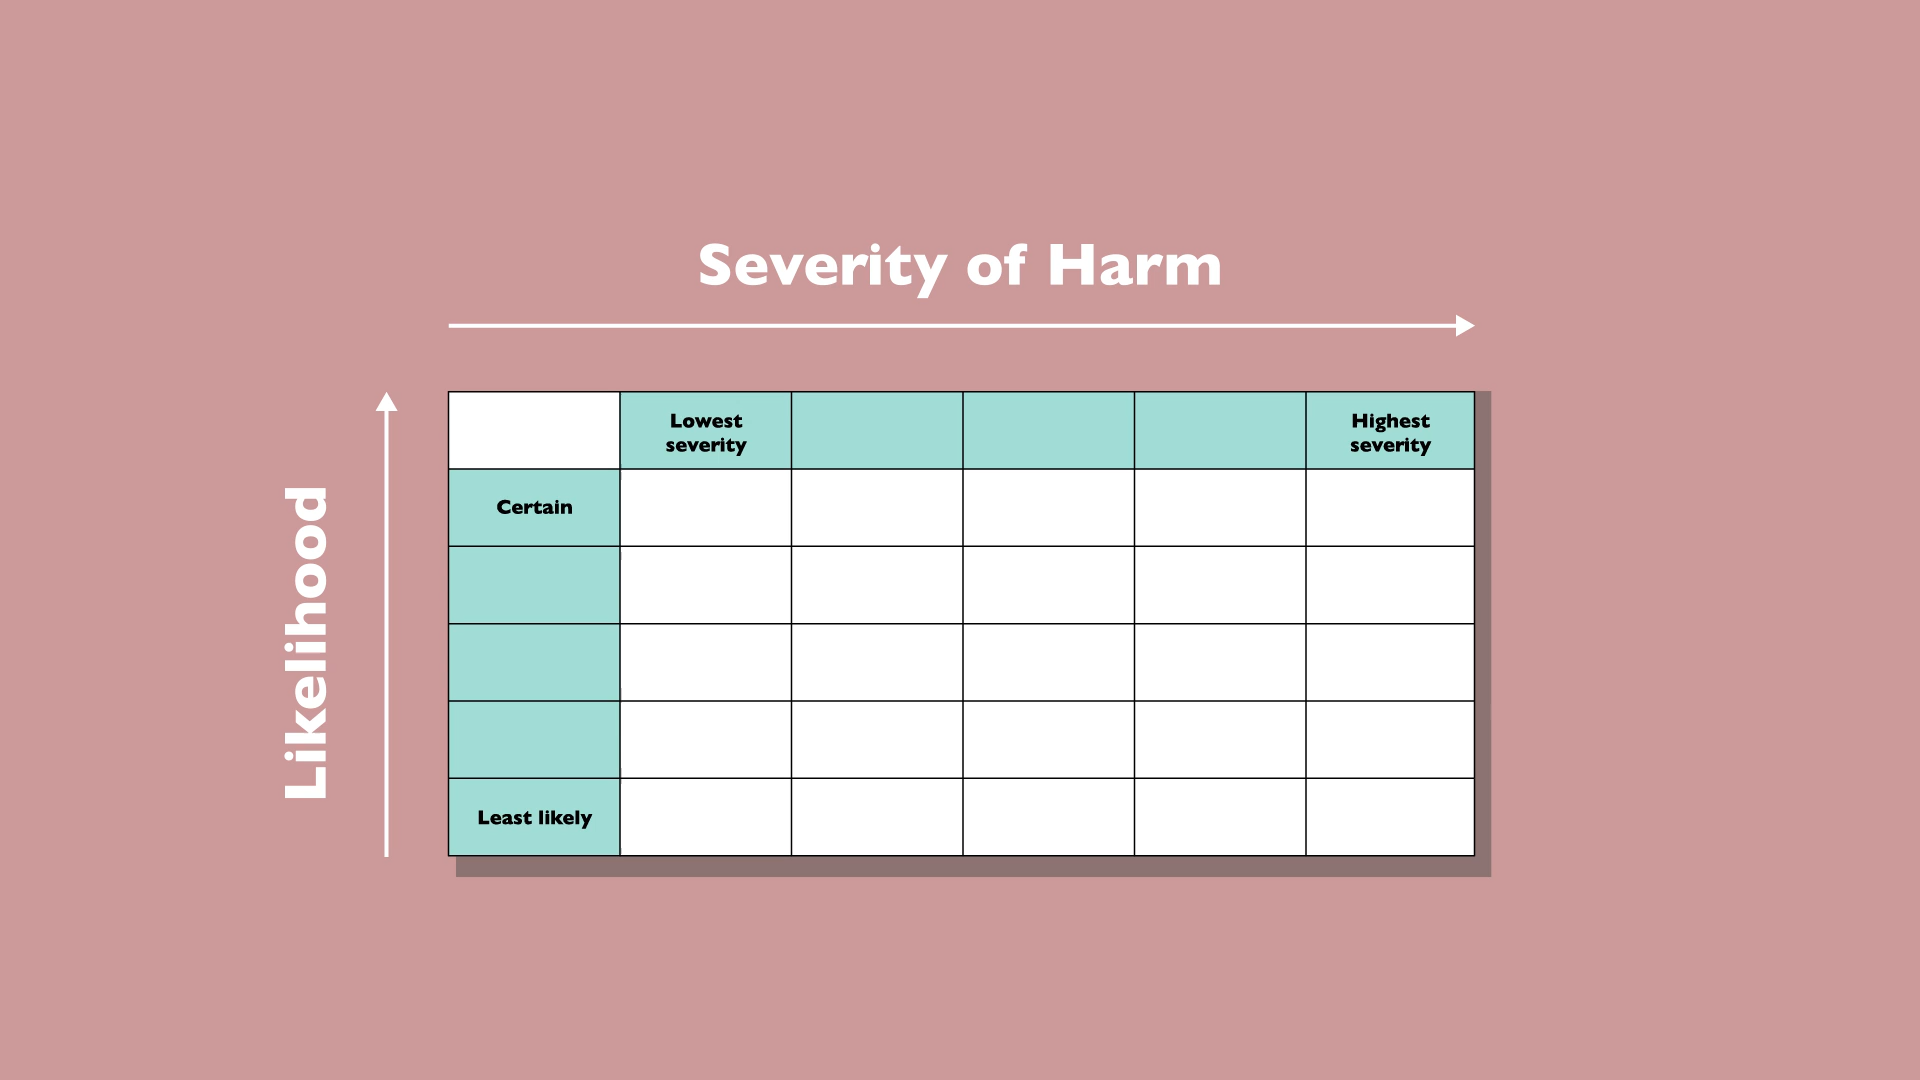 Severity of Harm
Likelihood
Lowest
severity
Highest
severity
Certain
Least likely